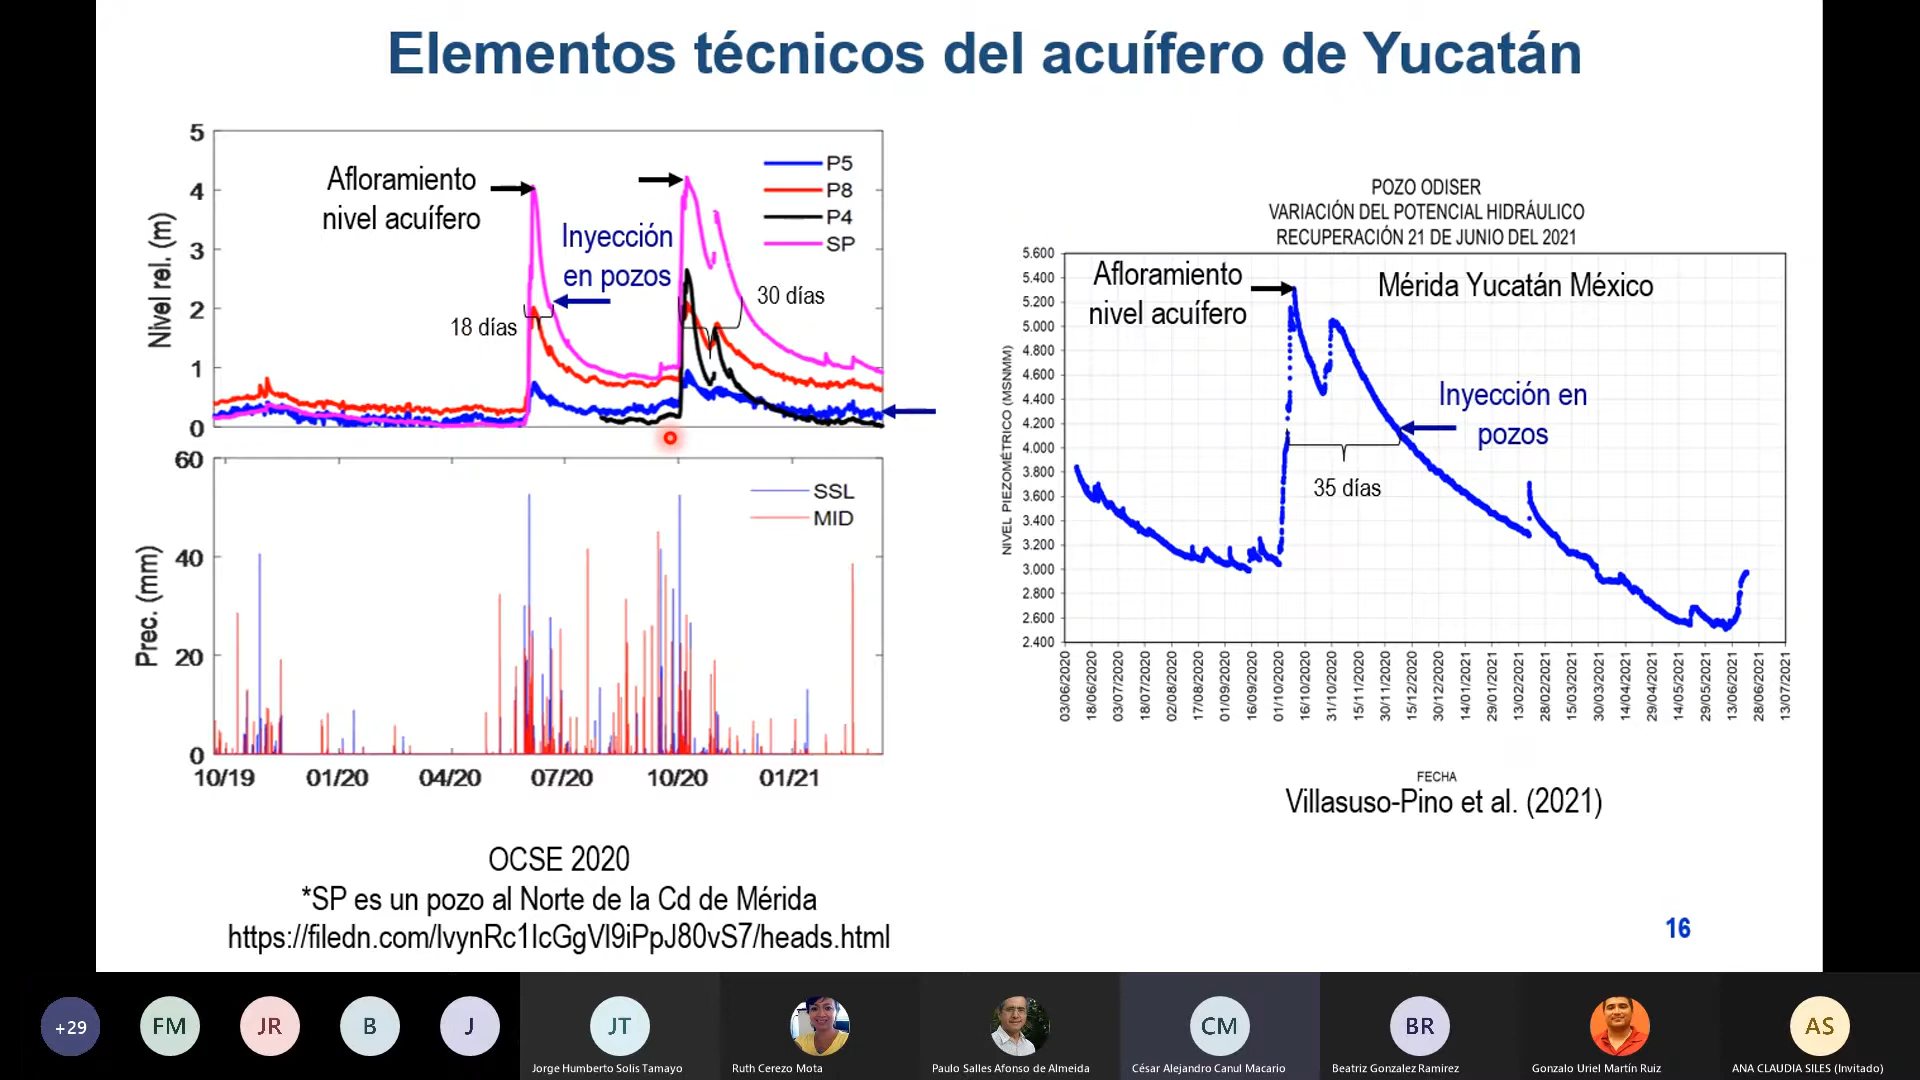 Elementos técnicos del acuífero de Yucatán
5
4
3
2
1
0
Nivel rel. (m)
Afloramiento
nivel acuífero
Inyección
en pozos
18 días
30 días
P5
P8
P4
SP
60
40
20
0
Prec. (mm)
SSL
MID
10/19
01/20
04/20
07/20
10/20
01/21
OCSE 2020
*SP es un pozo al Norte de la Cd de Mérida
https://filedn.com/lvynRc1IcGgVl9iPpJ80vS7/heads.html
POZO ODISER
VARIACIÓN DEL POTENCIAL HIDRÁULICO
RECUPERACIÓN 21 DE JUNIO DEL 2021
5.600
5.400
5.200
5.000
4.800
4.600
4.400
4.200
4.000
3.800
3.600
3.400
3.200
3.000
2.800
2.600
2.400
NIVEL PIEZOMÉTRICO (MSNMM)
Afloramiento
nivel acuífero
Mérida Yucatán México
Inyección en
pozos
35 días
03/06/2020
18/06/2020
03/07/2020
18/07/2020
02/08/2020
17/08/2020
01/09/2020
16/09/2020
01/10/2020
16/10/2020
31/10/2020
15/11/2020
30/11/2020
15/12/2020
30/12/2020
14/01/2021
29/01/2021
13/02/2021
28/02/2021
15/03/2021
30/03/2021
14/04/2021
29/04/2021
14/05/2021
29/05/2021
13/06/2021
28/06/2021
13/07/2021
FECHA
Villasuso-Pino et al. (2021)
16
+29
FM
JR
B
J
JT
CM
BR
AS
Jorge Humberto Solis Tamayo
Ruth Cerezo Mota
Paulo Salles Afonso de Almeida
César Alejandro Canul Macario
Beatriz Gonzalez Ramirez
Gonzalo Uriel Martín Ruiz
ANA CLAUDIA SILES (Invitado)